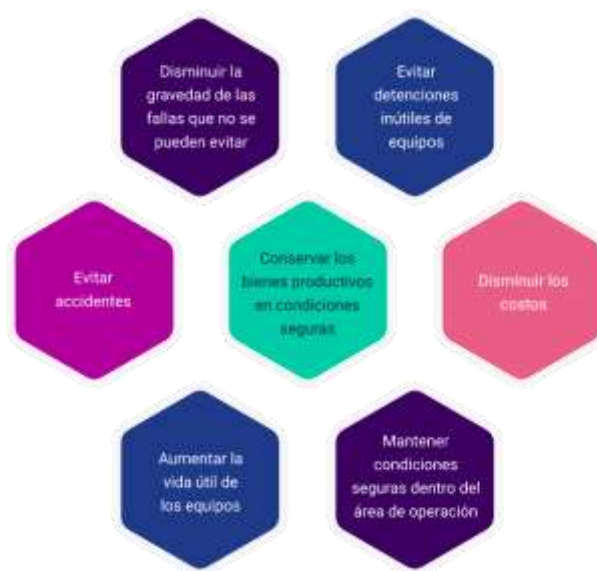 Disminuir la
gravedad de las
fallas que no se
pueden evitar
Evitar
detenciones
inútiles de
equipos
Evitar
accidentes
Conservar los
bienes productivos
en condiciones
seguras
Disminuir los
costos
Aumentar la
vida útil de
los equipos
Mantener
condiciones
seguras dentro del
área de operación